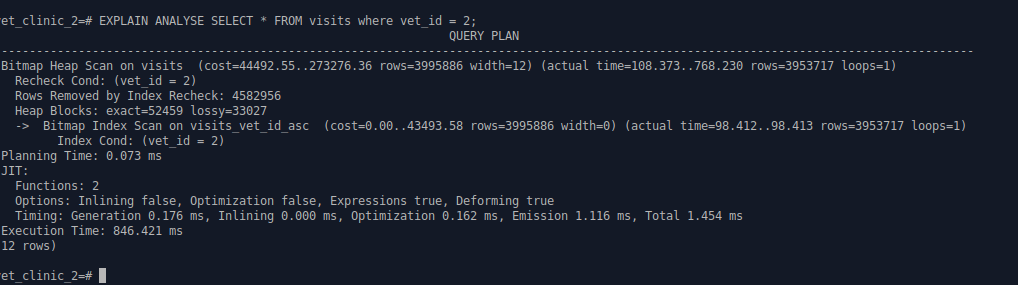 et_clinic_2=# EXPLAIN ANALYSE SELECT * FROM visits where vet_id = 2;
QUERY PLAN
-----------------------------------------------------------------------------------------------------------------------------------------
Bitmap Heap Scan on visits  (cost=44492.55..273276.36 rows=3995886 width=12) (actual time=108.373..768.230 rows=3953717 loops=1)
  Recheck Cond: (vet_id = 2)
  Rows Removed by Index Recheck: 4582956
  Heap Blocks: exact=52459 lossy=33027
  ->  Bitmap Index Scan on visits_vet_id_asc  (cost=0.00..43493.58 rows=3995886 width=0) (actual time=98.412..98.413 rows=3953717 loops=1)
        Index Cond: (vet_id = 2)
Planning Time: 0.073 ms
JIT:
  Functions: 2
  Options: Inlining false, Optimization false, Expressions true, Deforming true
  Timing: Generation 0.176 ms, Inlining 0.000 ms, Optimization 0.162 ms, Emission 1.116 ms, Total 1.454 ms
Execution Time: 846.421 ms
12 rows)
et_clinic_2=#